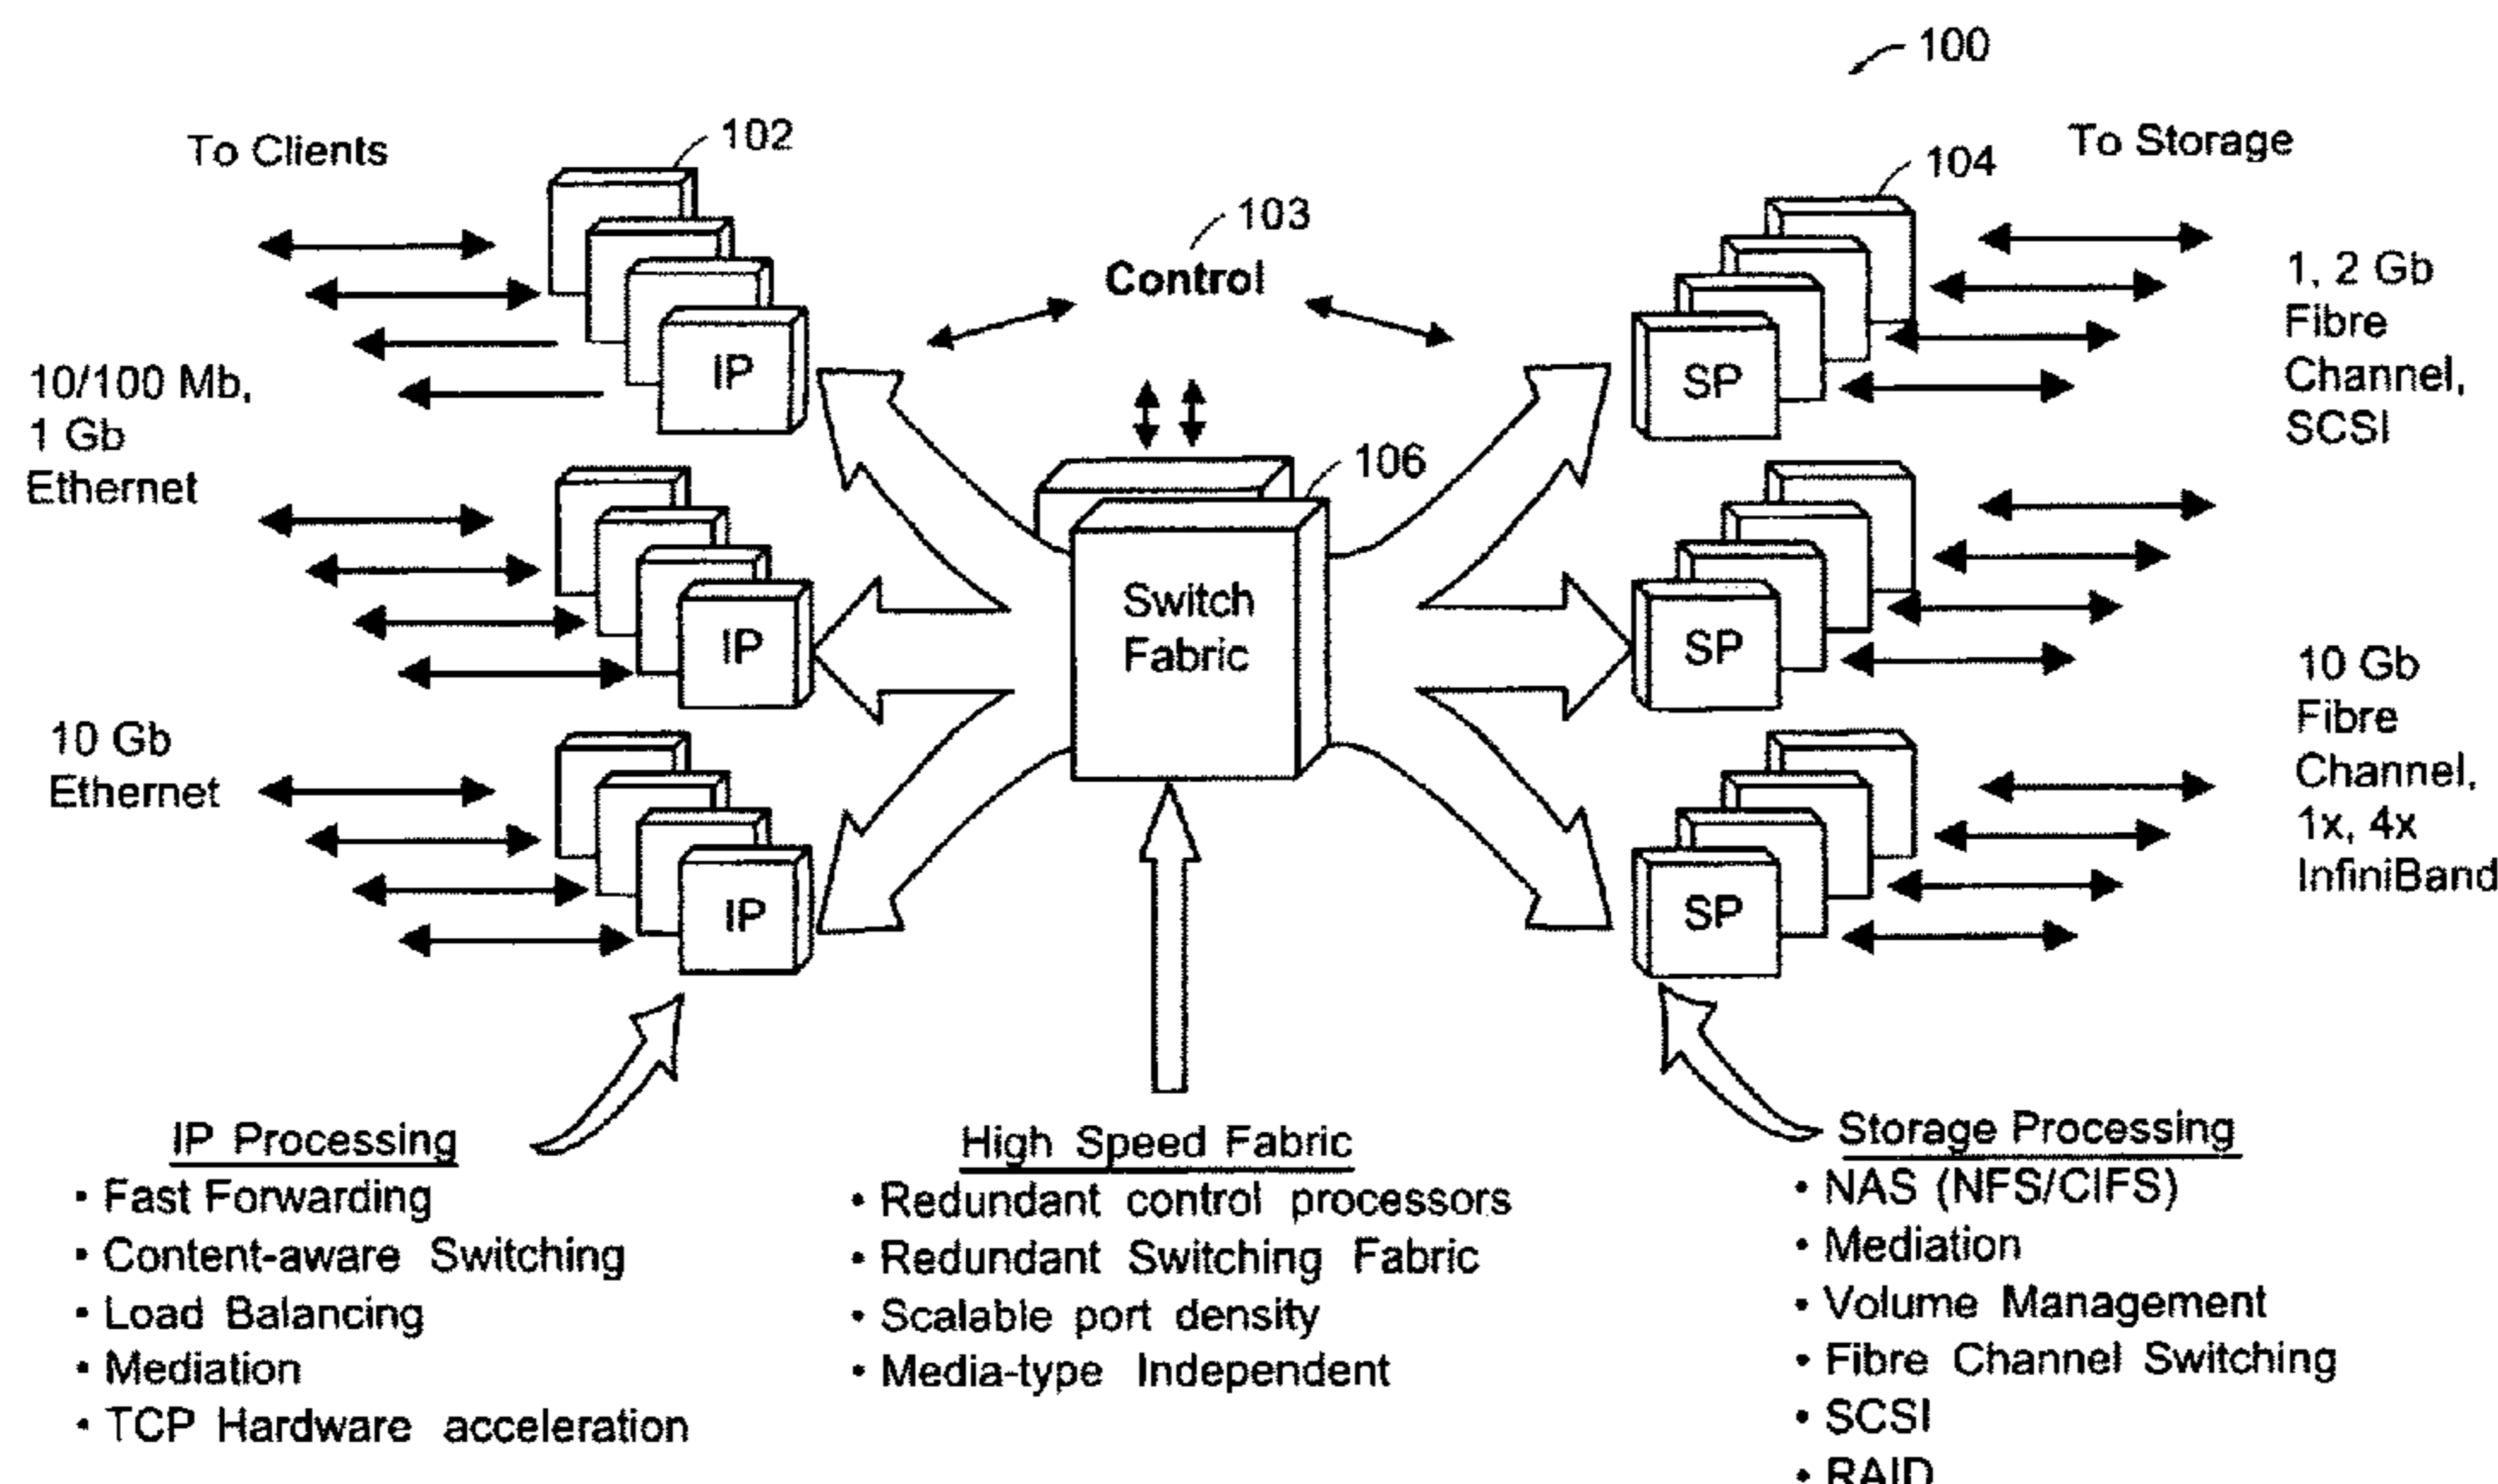 100
To Clients
102
103
Control
104
To Storage
10/100 Mb,
1 Gb
Ethernet
10 Gb
Ethernet
IP
IP
IP
106
Switch
Fabric
SP
SP
SP
1, 2 Gb
Fibre
Channel,
SCSI
10 Gb
Fibre
Channel,
1x, 4x
InfiniBand
IP Processing
• Fast Forwarding
• Content-aware Switching
• Load Balancing
• Mediation
• TCP Hardware acceleration
High Speed Fabric
• Redundant control processors
• Redundant Switching Fabric
• Scalable port density
• Media-type Independent
Storage Processing
• NAS (NFS/CIFS)
• Mediation
• Volume Management
• Fibre Channel Switching
• SCSI
• RAID